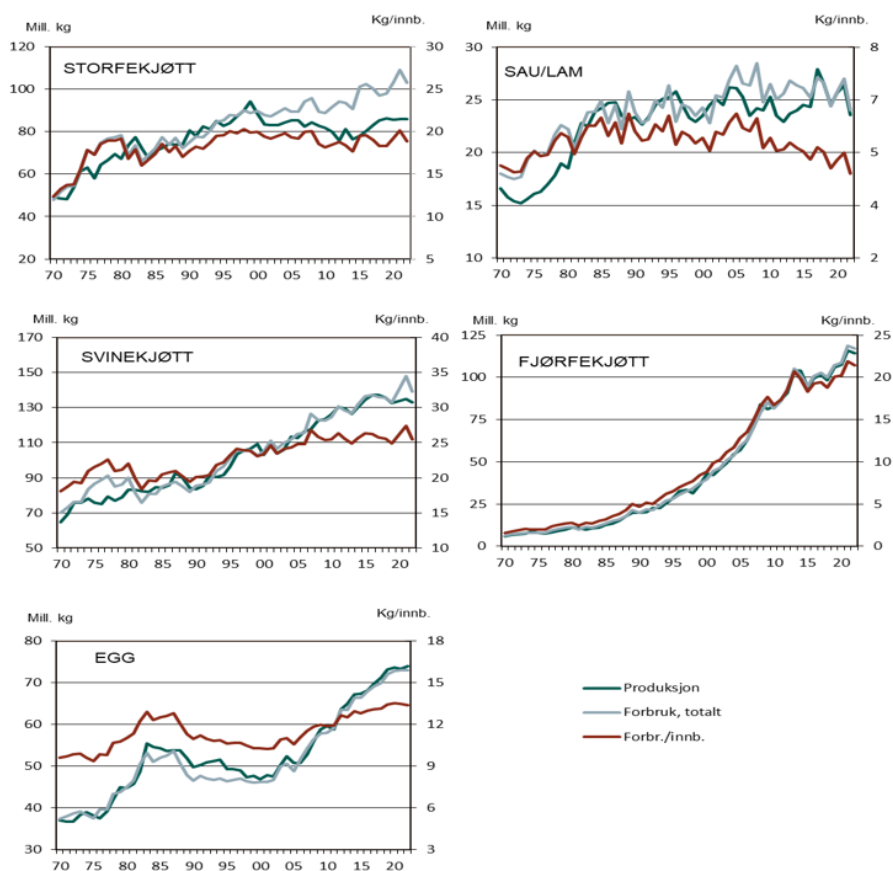 Mill. kg Kg/innb.
STORFEKJØTT
120 30
100 25
80 20
60 15
40 10
20 5
70 75 80 85 90 95 00 05 10 15 20
Mill. kg Kg/innb.
SAU/LAM
30 8
25 7
20 5
15 4
10 2
70 75 80 85 90 95 00 05 10 15 20
Mill. kg Kg/innb.
SVINEKJØTT
170 40
150 35
130 30
110 25
90 20
70 15
50 10
70 75 80 85 90 95 00 05 10 15 20
Mill. kg Kg/innb.
FJØRFEKJØTT
125 25
100 20
75 15
50 10
25 5
0 0
70 75 80 85 90 95 00 05 10 15 20
Mill. kg Kg/innb.
EGG
80 18
70 15
60 12
50 9
40 6
30 3
70 75 80 85 90 95 00 05 10 15 20
Produksjon
Forbruk, totalt
Forbr./innb.